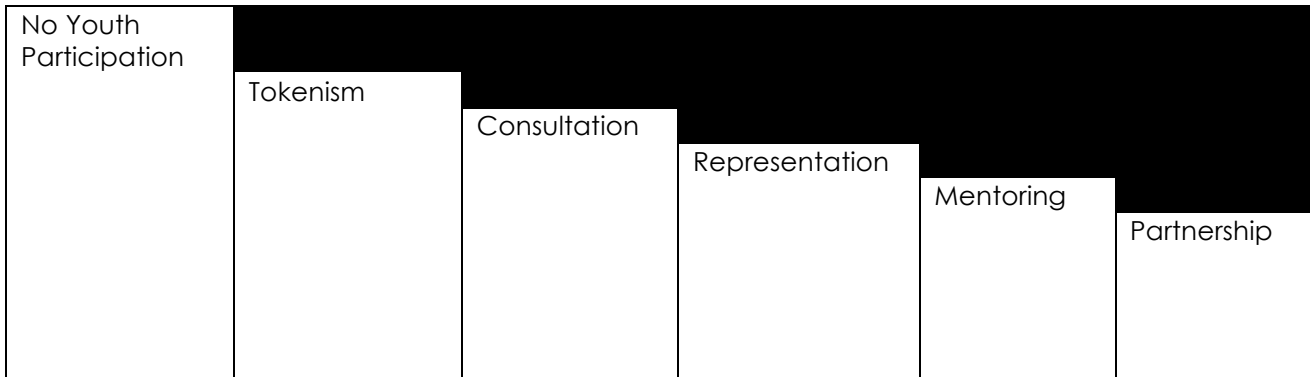 No Youth
Participation
Tokenism
Consultation
Representation
Mentoring
Partnership